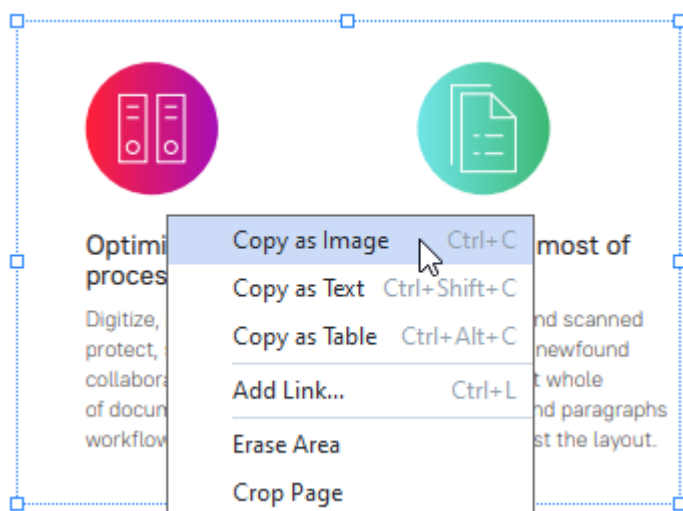 Optimi
proces
Digitize,
protect,
collabora
of docum
workflow
Copy as Image Ctrl+C
Copy as Text Ctrl+Shift+C
Copy as Table Ctrl+Alt+C
Add Link... Ctrl+L
Erase Area
Crop Page
most of
nd scanned
newfound
t whole
nd paragraphs
st the layout.